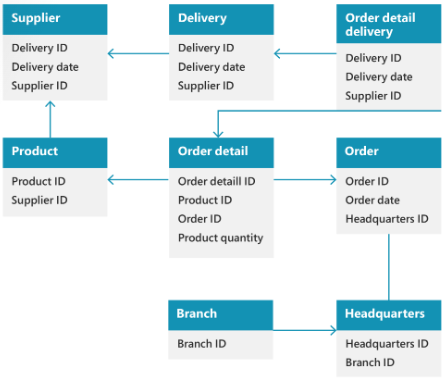 Supplier
Delivery ID
Delivery date
Supplier ID
Delivery
Delivery ID
Delivery date
Supplier ID
Order detail
delivery
Delivery ID
Delivery date
Supplier ID
Product
Product ID
Supplier ID
Order detail
Order detaill ID
Product ID
Order ID
Product quantity
Order
Order ID
Order date
Headquarters ID
Branch
Branch ID
Headquarters
Headquarters ID
Branch ID